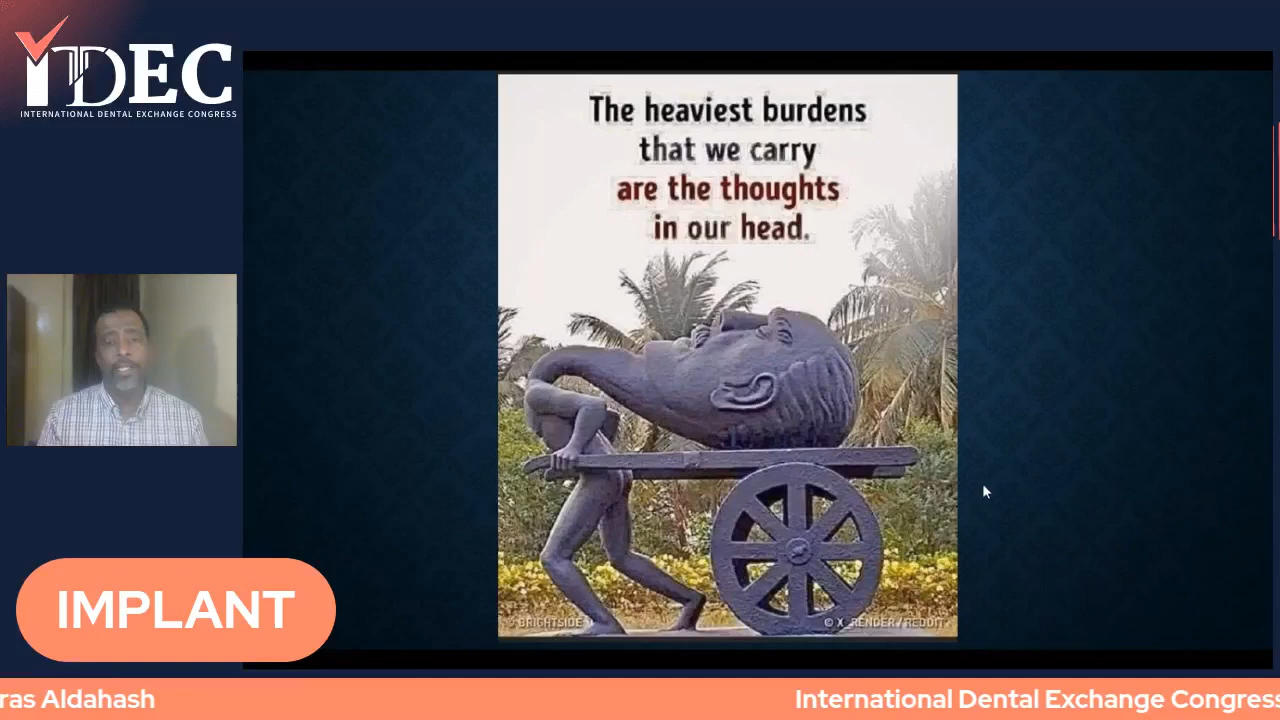 IDEC
INTERNATIONAL DENTAL EXCHANGE CONGRESS
The heaviest burdens
that we carry
are the thoughts
in our head.
© BRIGHTSIDE
© X_RENDER/REDDIT
IMPLANT
ras Aldahash
International Dental Exchange Congress